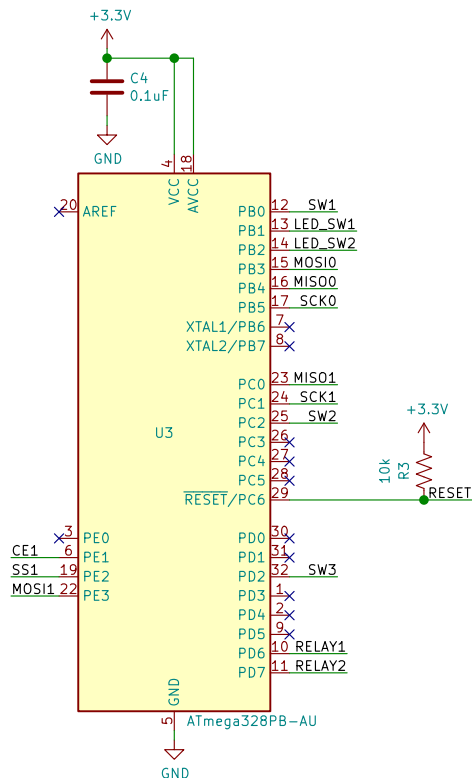 +3.3V
C4
0.1uF
GND
4
VCC
18
AVCC
20
AREF
PB0
12
SW1
PB1
13
LED_SW1
PB2
14
LED_SW2
PB3
15
MOSI0
PB4
16
MISO0
PB5
17
SCK0
XTAL1/PB6
7
XTAL2/PB7
8
PC0
23
MISO1
PC1
24
SCK1
PC2
25
SW2
PC3
26
PC4
27
PC5
28
RESET/PC6
29
U3
+3.3V
10k
R3
RESET
3
PE0
CE1
6
PE1
SS1
19
PE2
MOSI1
22
PE3
PD0
30
PD1
31
PD2
32
SW3
PD3
1
PD4
2
PD5
9
PD6
10
RELAY1
PD7
11
RELAY2
GND
5
ATmega328PB-AU
GND